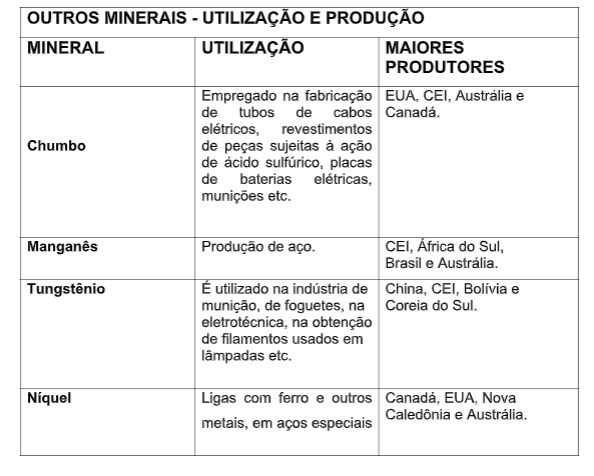 OUTROS MINERAIS - UTILIZAÇÃO E PRODUÇÃO
MINERAL
UTILIZAÇÃO
MAIORES
PRODUTORES
Chumbo
Empregado na fabricação
de tubos de cabos
elétricos, revestimentos
de peças sujeitas à ação
de ácido sulfúrico, placas
de baterias elétricas,
munições etc.
EUA, CEI, Austrália e
Canadá.
Manganês
Produção de aço.
CEI, África do Sul,
Brasil e Austrália.
Tungstênio
É utilizado na indústria de
munição, de foguetes, na
eletrotécnica, na obtenção
de filamentos usados em
lâmpadas etc.
China, CEI, Bolívia e
Coreia do Sul.
Níquel
Ligas com ferro e outros
metais, em aços especiais
Canadá, EUA, Nova
Caledônia e Austrália.